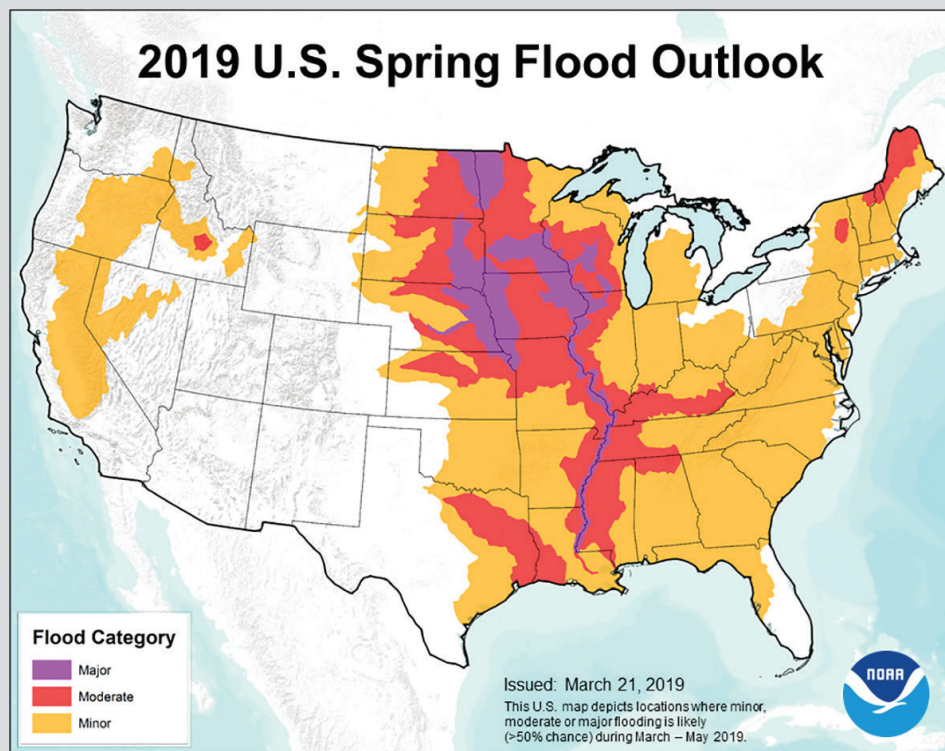 2019 U.S. Spring Flood Outlook
Flood Category
Major
Moderate
Minor
Issued: March 21, 2019
This U.S. map depicts locations where minor,
moderate or major flooding is likely
(>50% chance) during March – May 2019.
NOAA